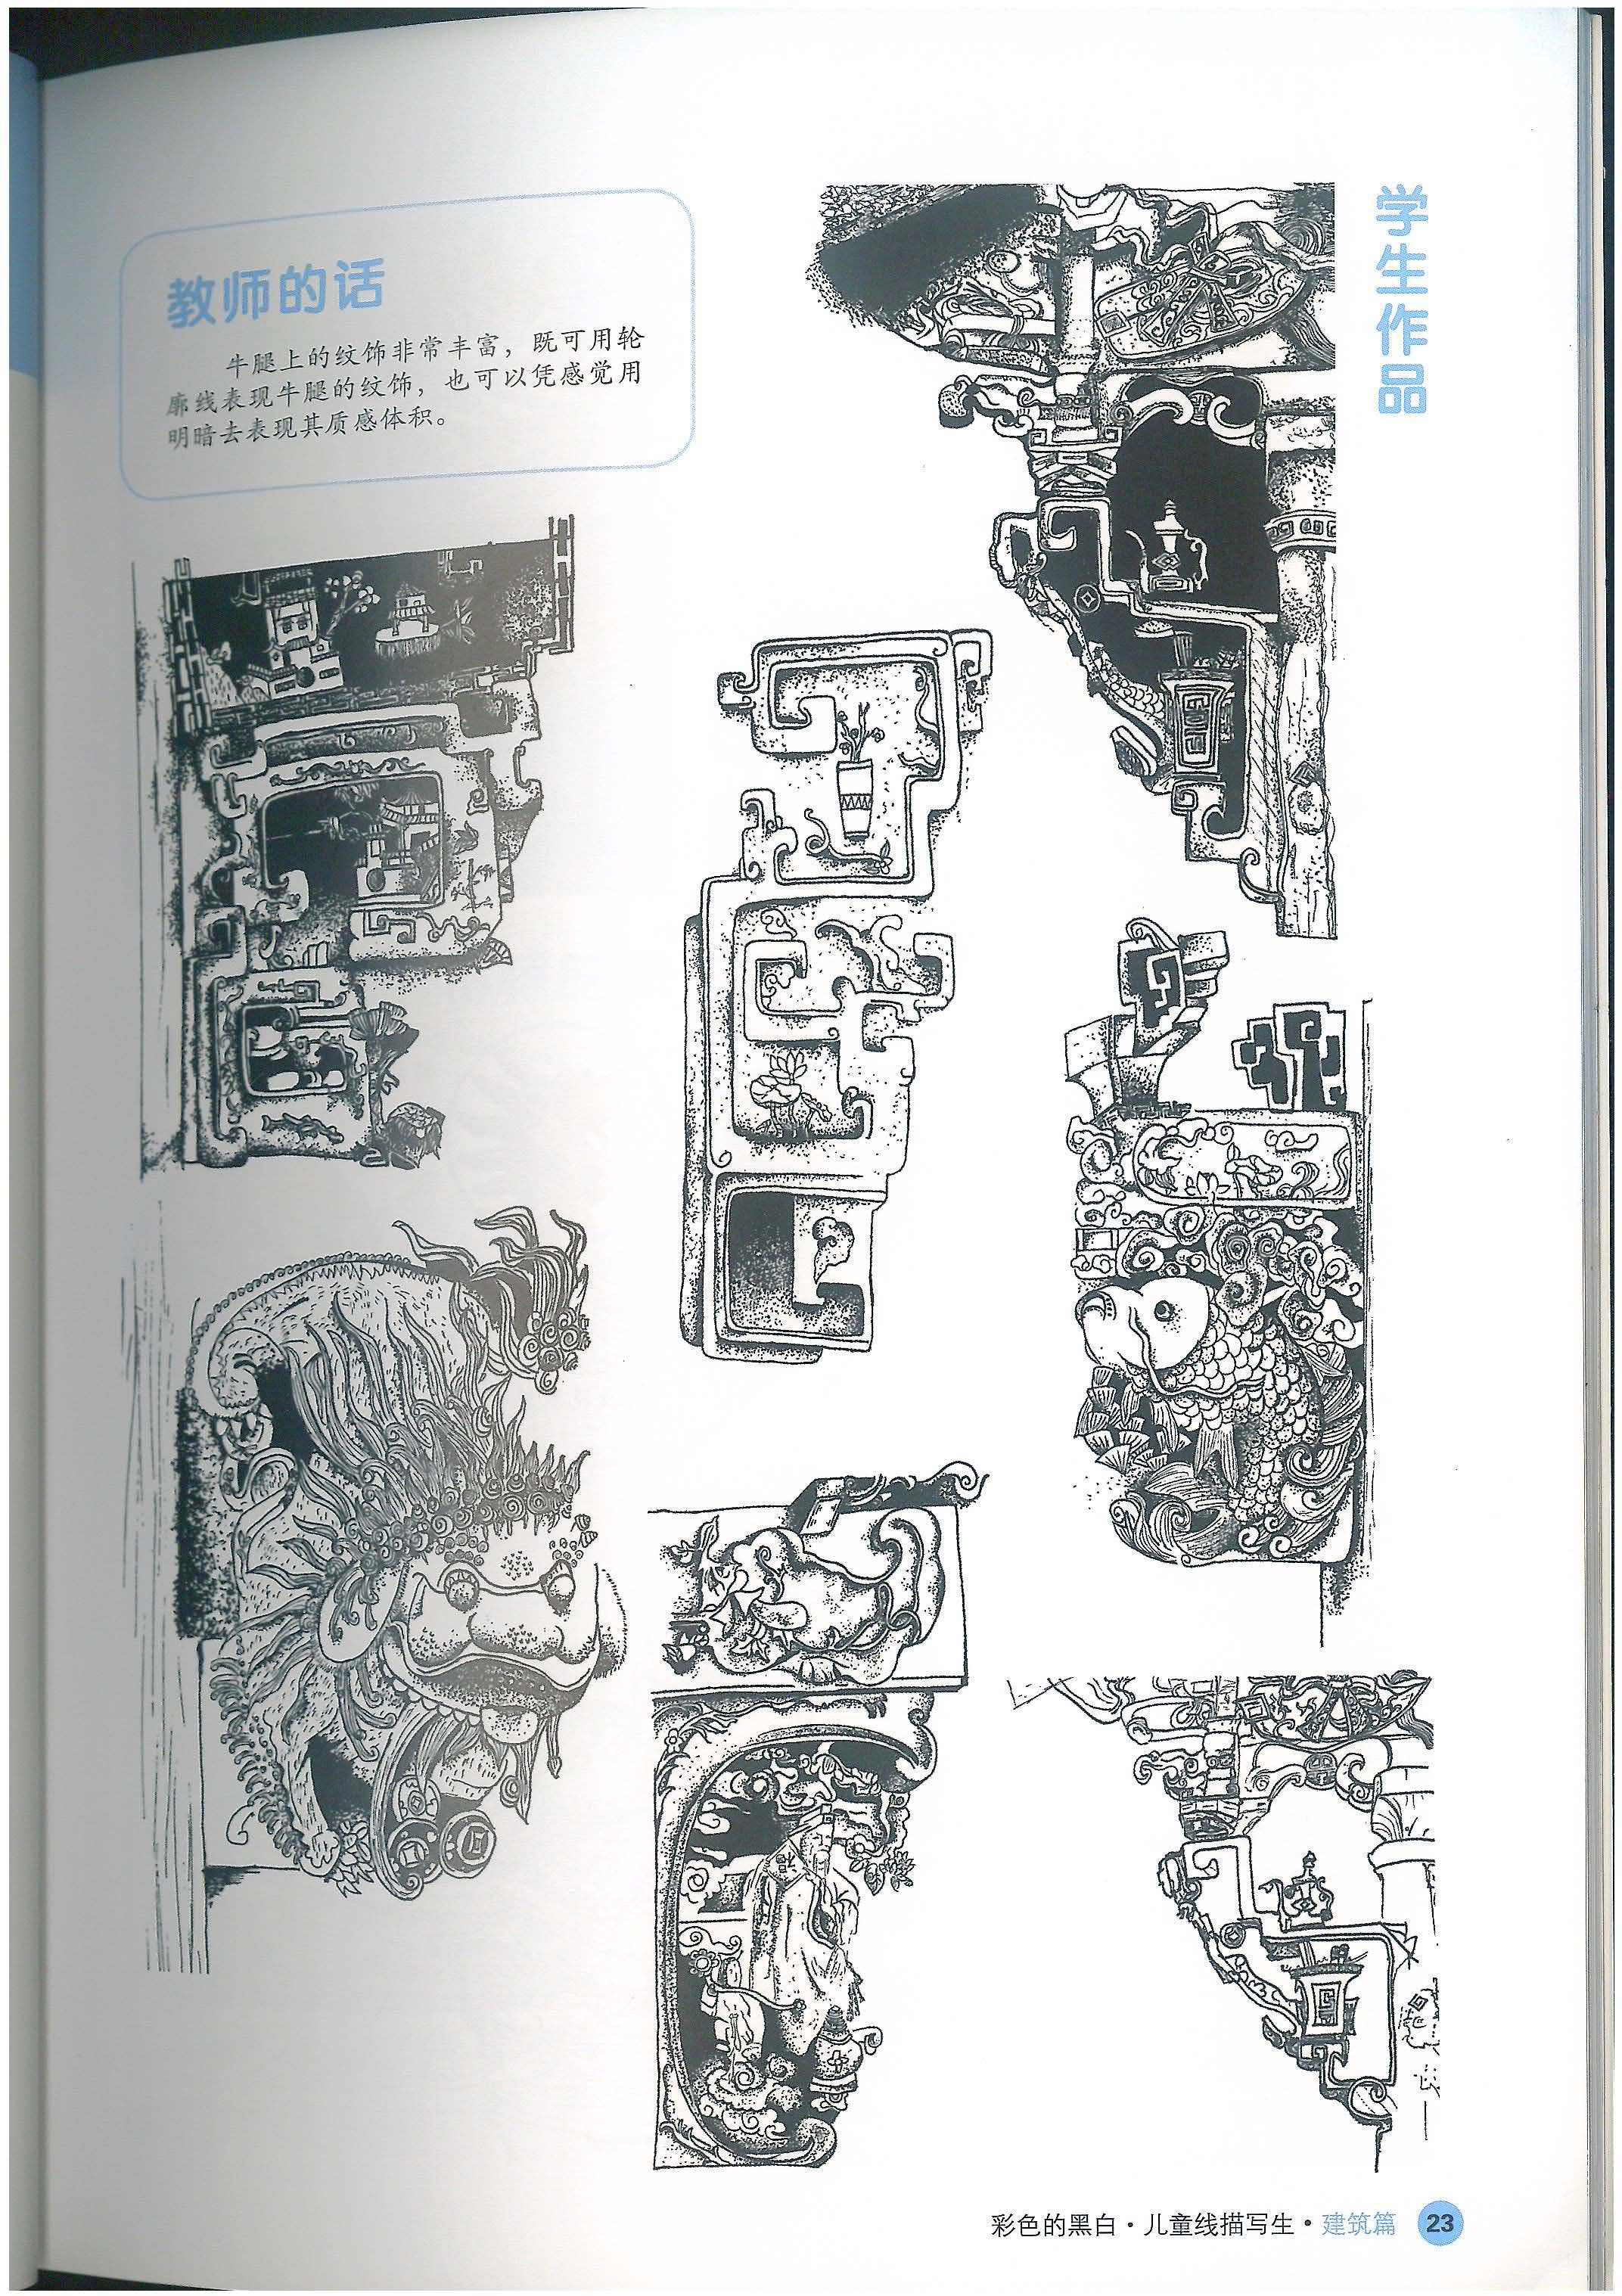 学生作品
教师的话
牛腿上的纹饰非常丰富，既可用轮
廓线表现牛腿的纹饰，也可以凭感觉用
明暗去表现其质感体积。
彩色的黑白·儿童线描写生·建筑篇 23